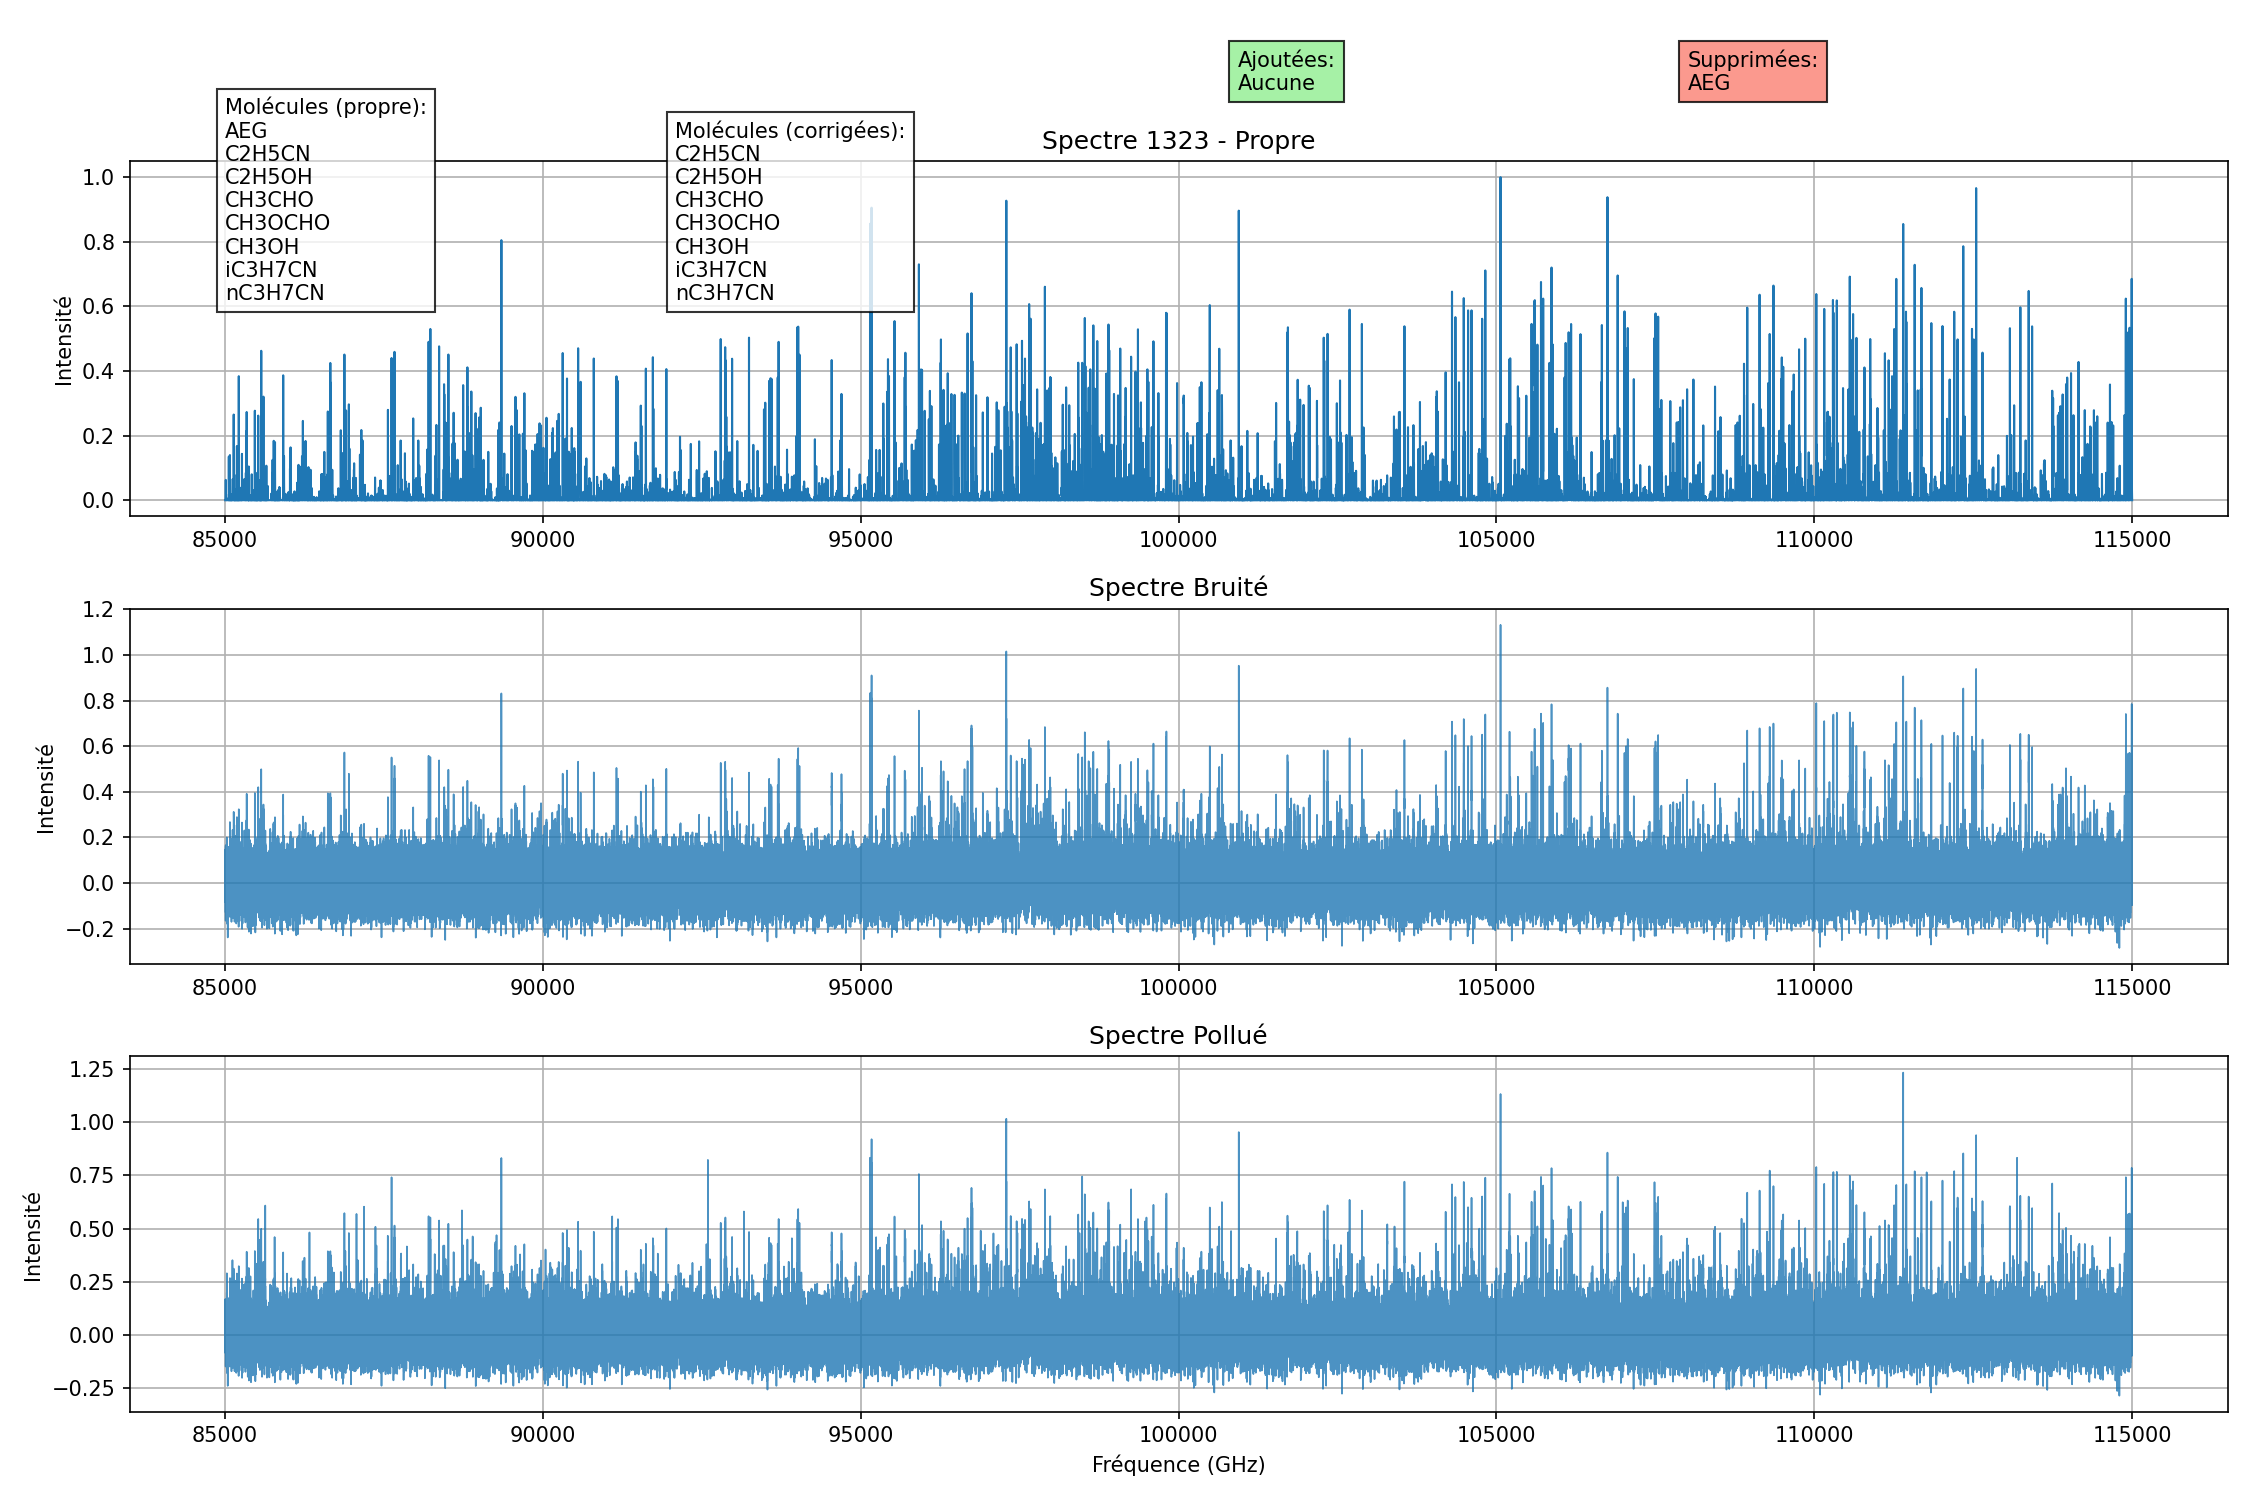 Ajoutées:
Aucune
Supprimées:
AEG
Molécules (propre):
AEG
C2H5CN
C2H5OH
CH3CHO
CH3OCHO
CH3OH
iC3H7CN
nC3H7CN
Molécules (corrigées):
C2H5CN
C2H5OH
CH3CHO
CH3OCHO
CH3OH
iC3H7CN
nC3H7CN
Spectre 1323 - Propre
Intensité
1.0
0.8
0.6
0.4
0.2
0.0
85000 90000 95000 100000 105000 110000 115000
Spectre Bruité
Intensité
1.2
1.0
0.8
0.6
0.4
0.2
0.0
−0.2
85000 90000 95000 100000 105000 110000 115000
Spectre Pollué
Intensité
1.25
1.00
0.75
0.50
0.25
0.00
−0.25
85000 90000 95000 100000 105000 110000 115000
Fréquence (GHz)